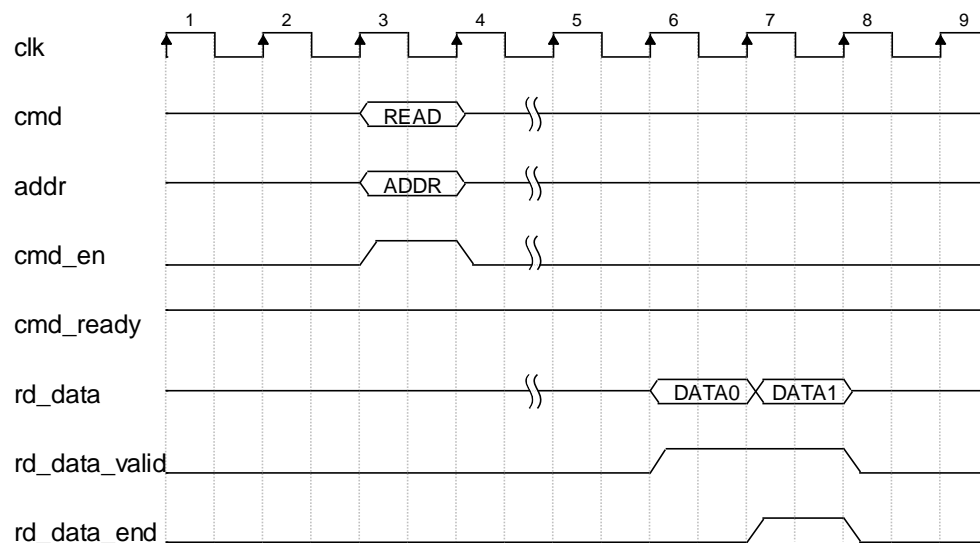 1 2 3 4 5 6 7 8 9
clk
cmd READ
addr ADDR
cmd_en
cmd_ready
rd_data DATA0 DATA1
rd_data_valid
rd_data_end